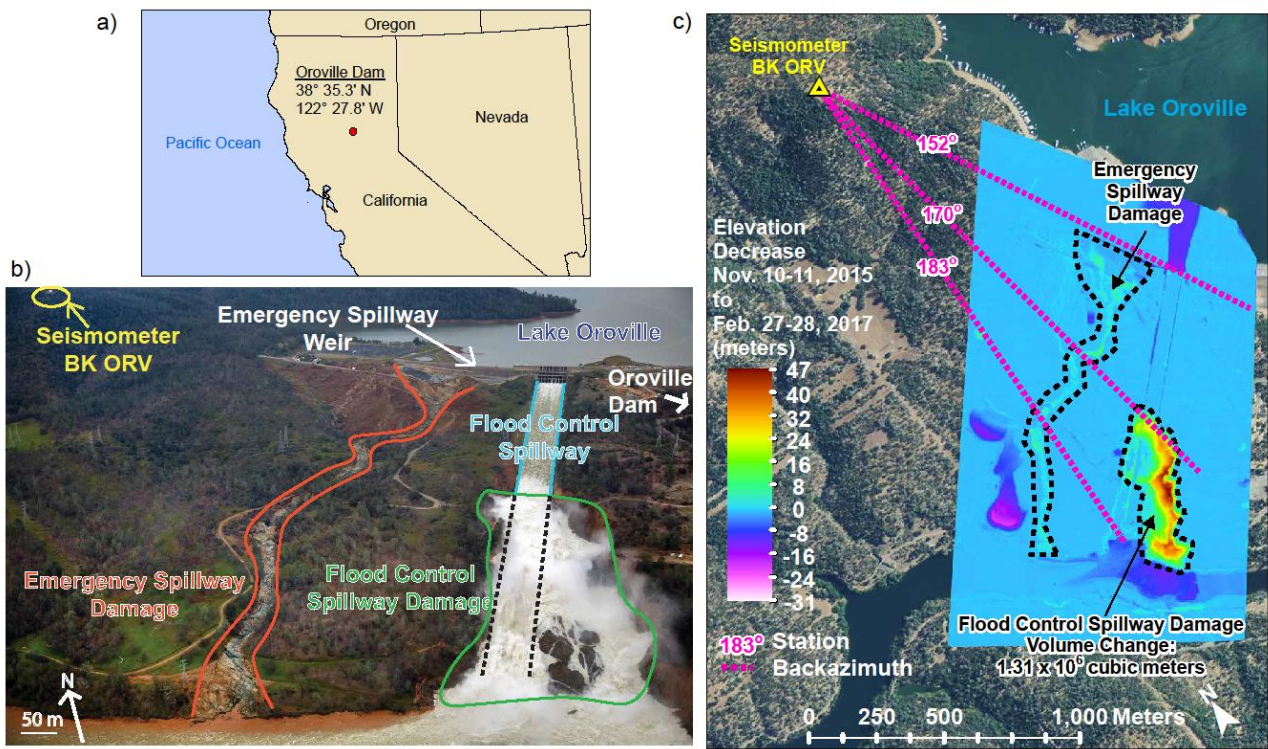 a)
Oregon
Oroville Dam
38° 35.3' N
122° 27.8' W
Nevada
Pacific Ocean
California
b)
Seismometer
BK ORV
Emergency Spillway
Weir
Lake Oroville
Oroville
Dam
Flood Control
Spillway
Emergency Spillway
Damage
Flood Control
Spillway Damage
N
50 m
c)
Seismometer
BK ORV
Lake Oroville
152°
Emergency
Spillway
Damage
170°
183°
Elevation
Decrease
Nov. 10-11, 2015
to
Feb. 27-28, 2017
(meters)
47
40
32
24
16
8
0
-8
-16
-24
-31
Flood Control Spillway Damage
Volume Change:
1.31 x 10⁶ cubic meters
183° Station
Backazimuth
N
0 250 500 1,000 Meters